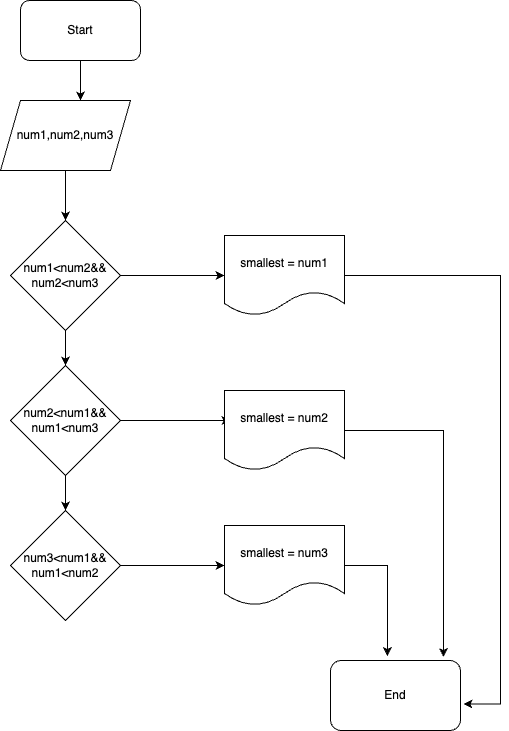 Start
num1,num2,num3
num1<num2&&
num2<num3
smallest = num1
num2<num1&&
num1<num3
smallest = num2
num3<num1&&
num1<num2
smallest = num3
End